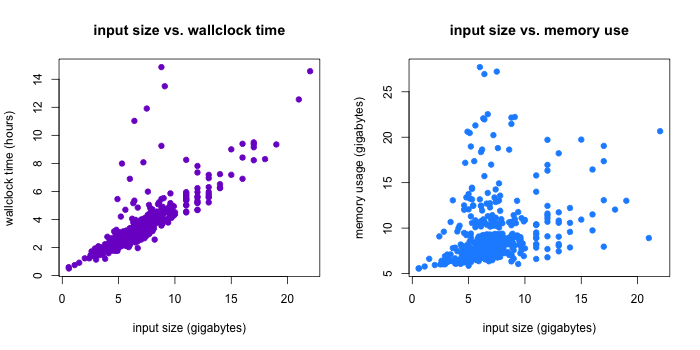 input size vs. wallclock time
wallclock time (hours)
0 2 4 6 8 10 12 14
0 5 10 15 20
input size (gigabytes)
input size vs. memory use
memory usage (gigabytes)
5 10 15 20 25
0 5 10 15 20
input size (gigabytes)